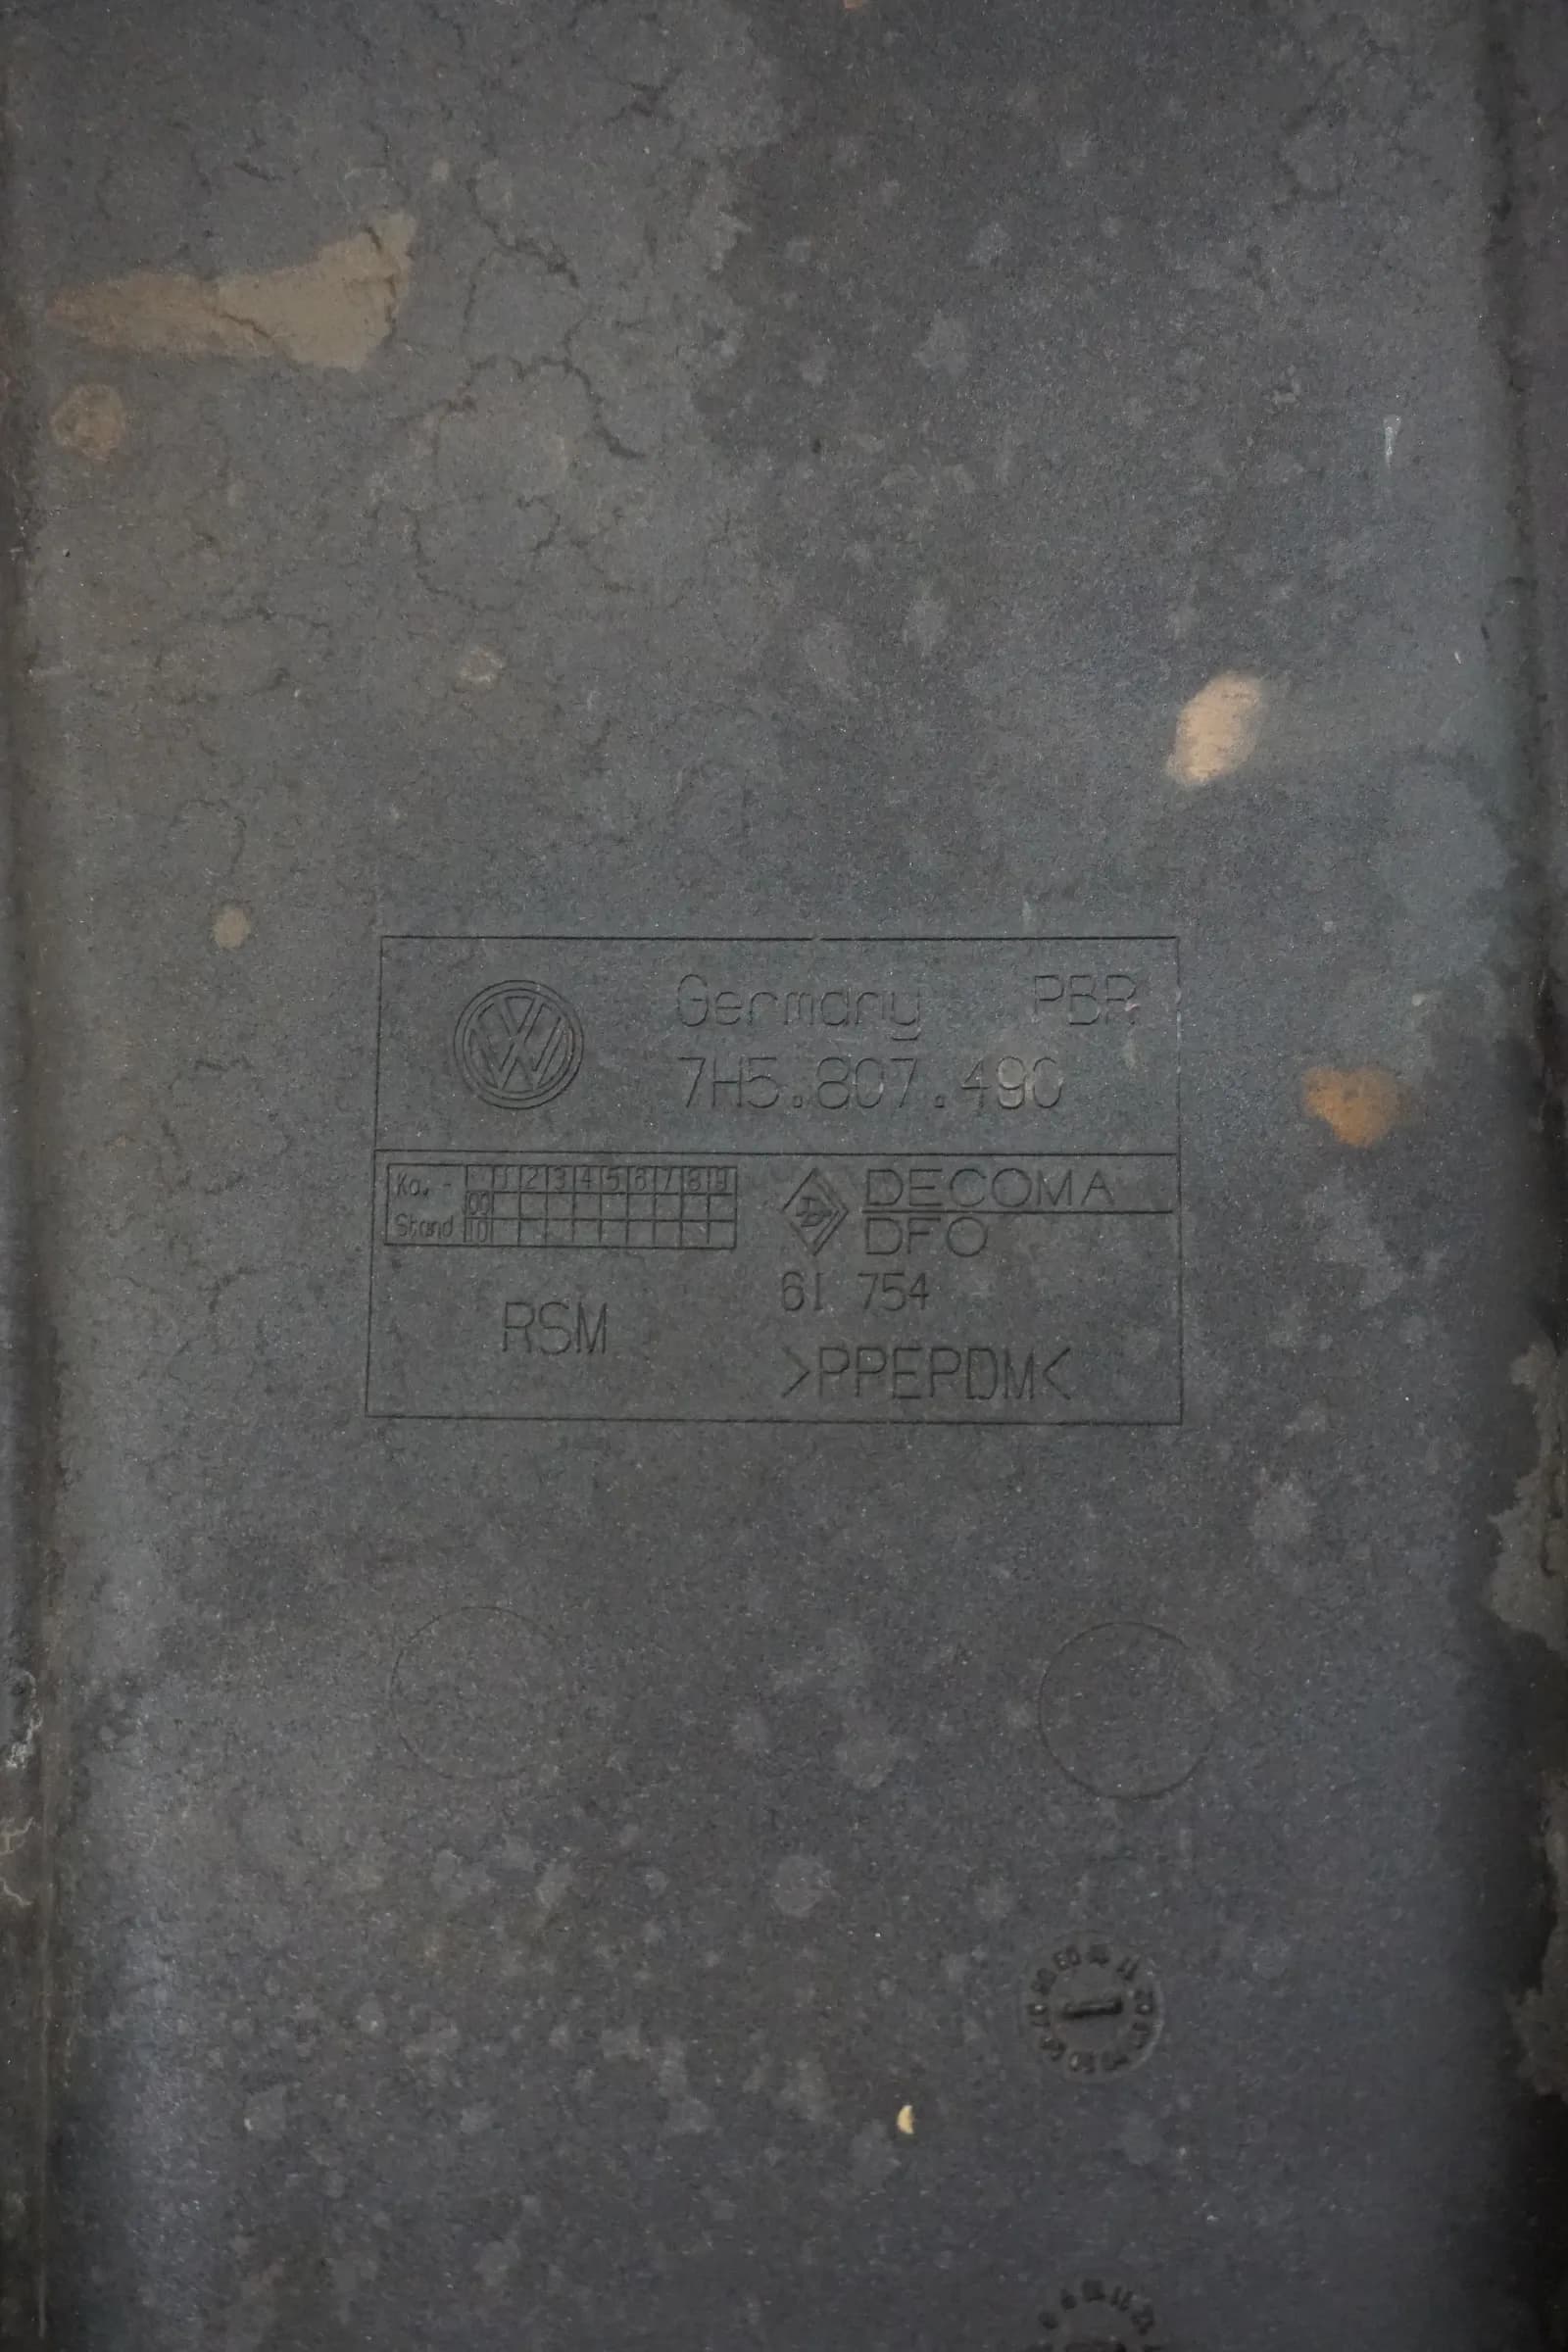 Germany PBR
7H5.807.490
Ko.- 1 2 3 4 5 6 7 8 9
00
Stand 10
DECOMA
DFO
61 754
RSM
>PPEPDM<